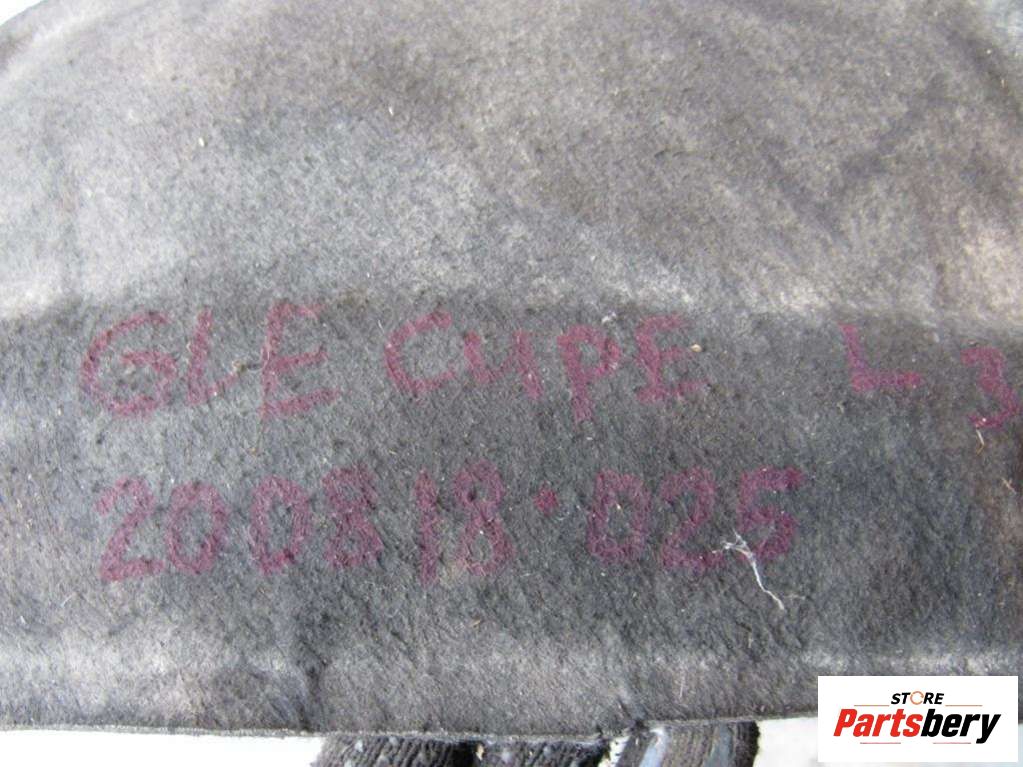 GLE CUPE L 3
200818.025
STORE
Partsbery